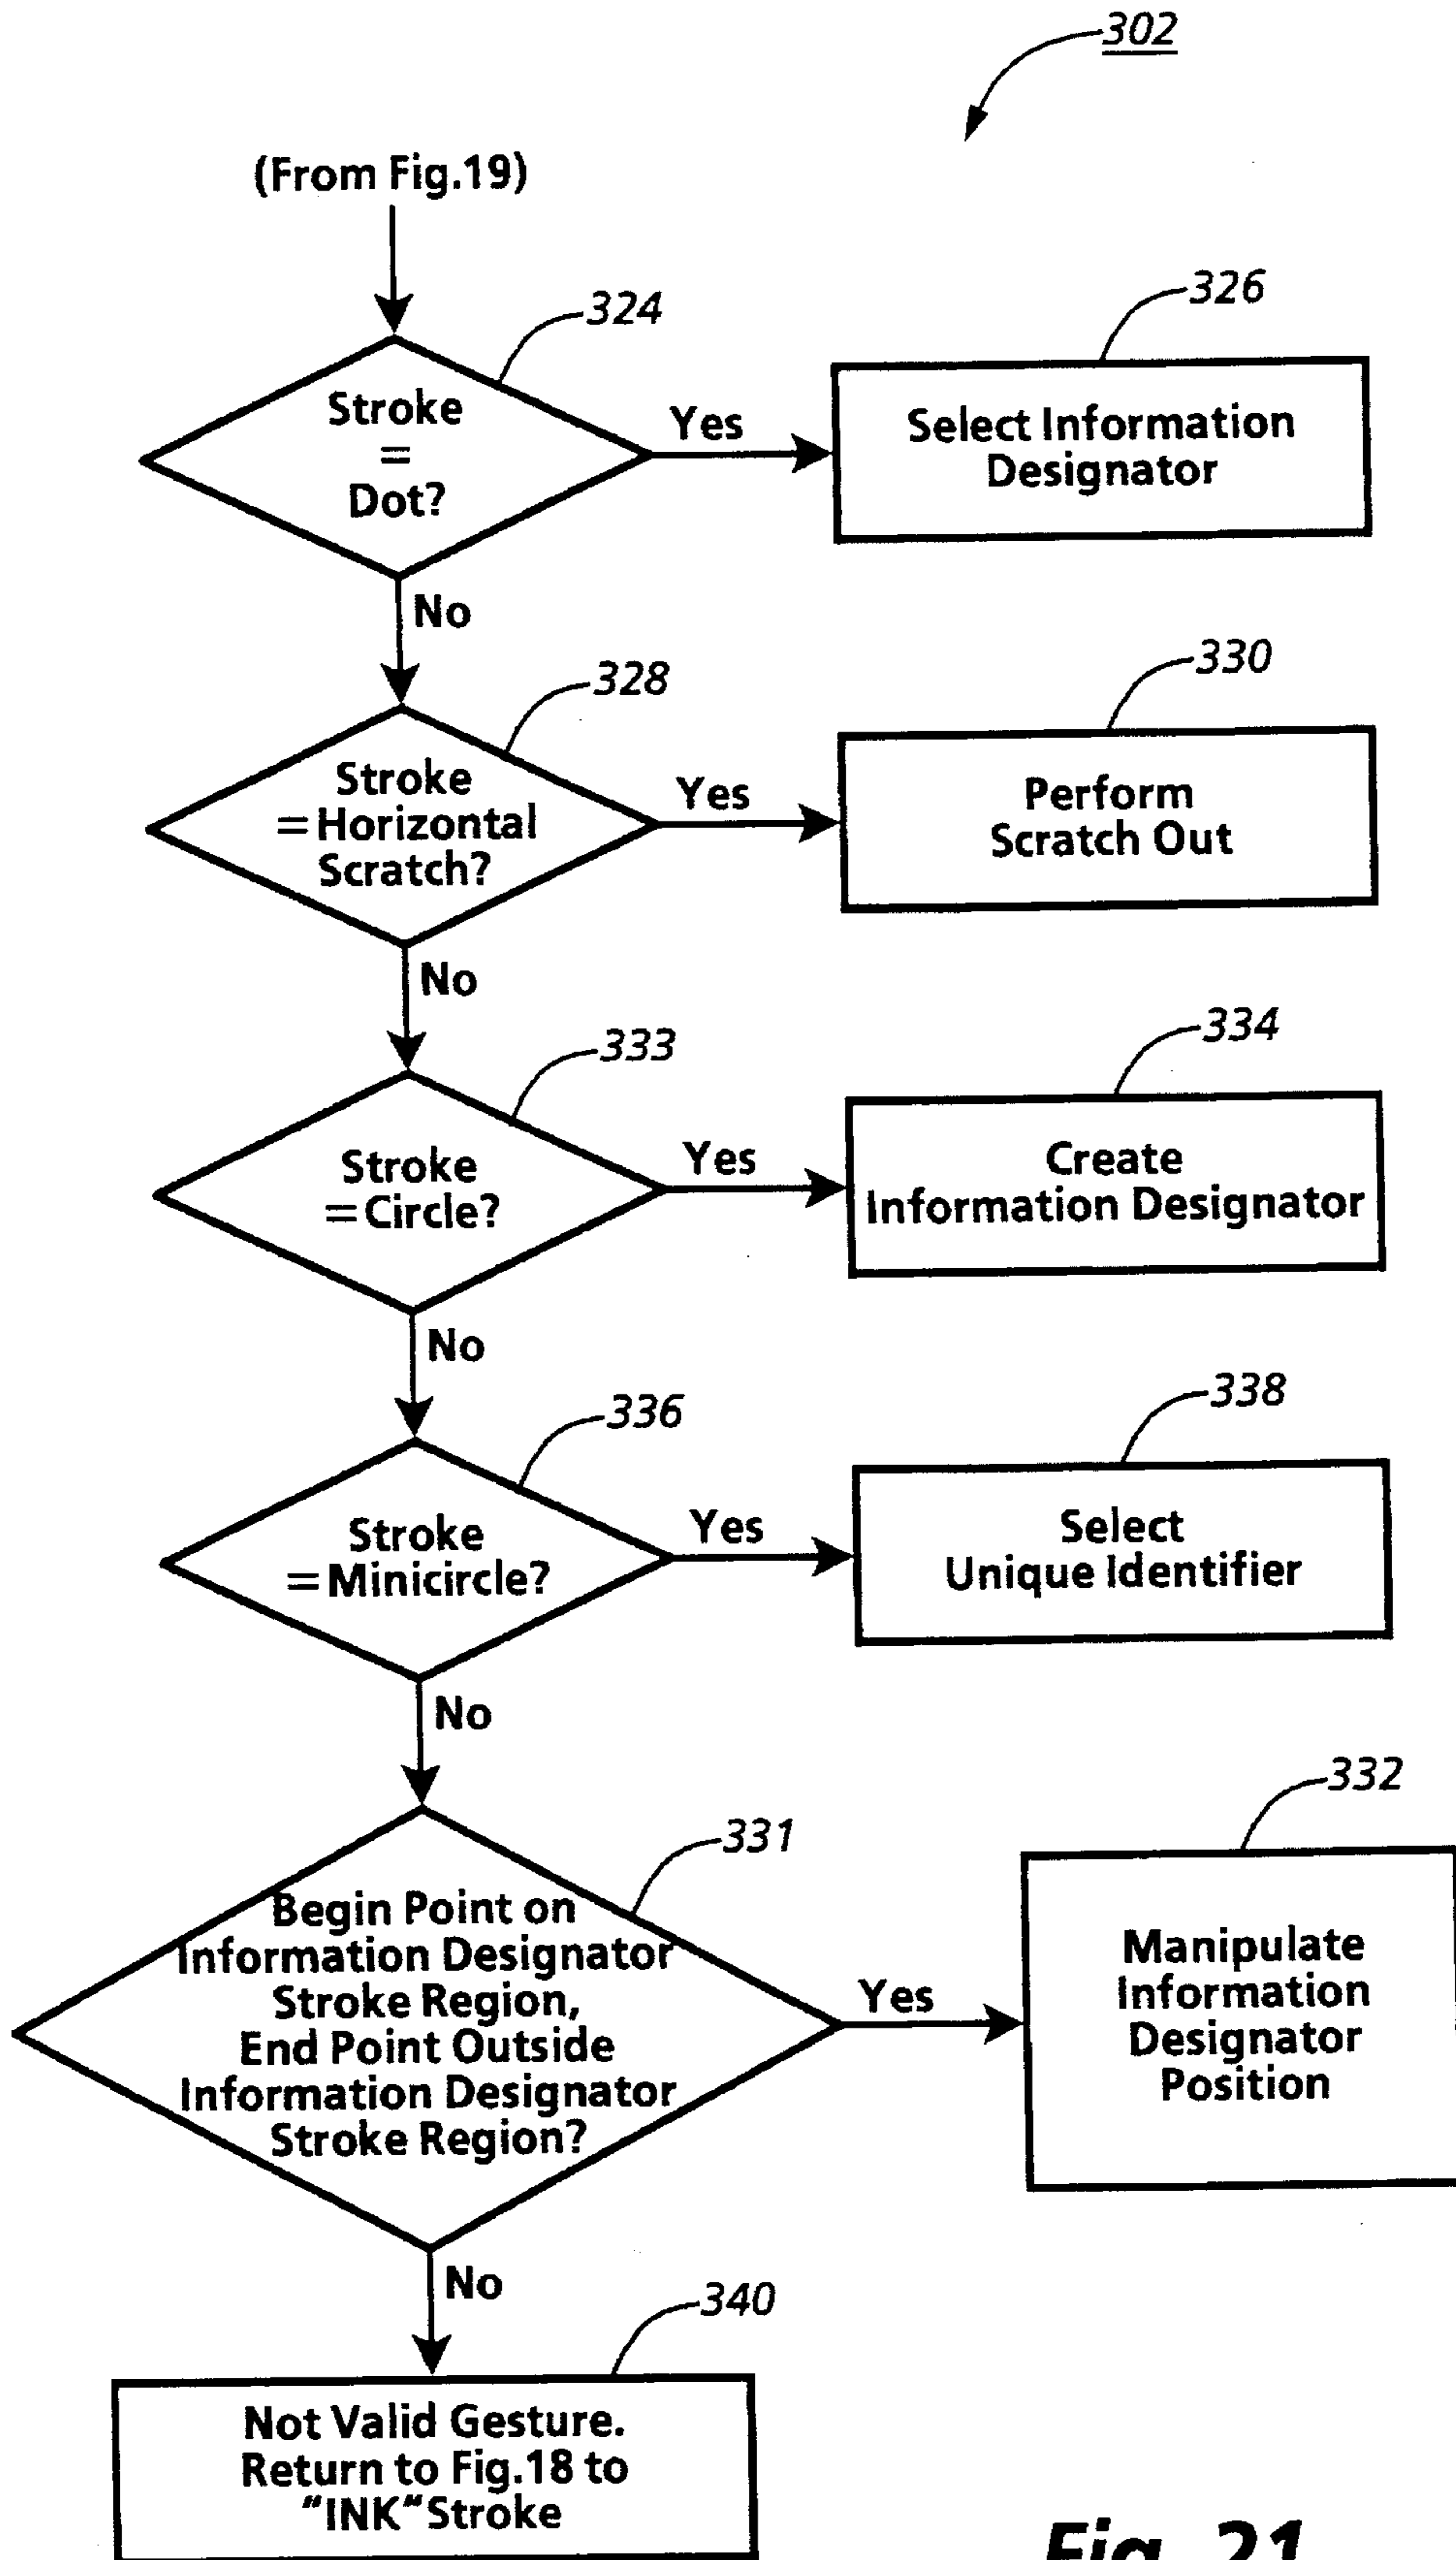 302
(From Fig.19)
324
Stroke
=
Dot?
Yes
326
Select Information
Designator
No
328
Stroke
=Horizontal
Scratch?
Yes
330
Perform
Scratch Out
No
333
Stroke
=Circle?
Yes
334
Create
Information Designator
No
336
Stroke
=Minicircle?
Yes
338
Select
Unique Identifier
No
331
Begin Point on
Information Designator
Stroke Region,
End Point Outside
Information Designator
Stroke Region?
Yes
332
Manipulate
Information
Designator
Position
No
340
Not Valid Gesture.
Return to Fig.18 to
"INK" Stroke
Fig. 21